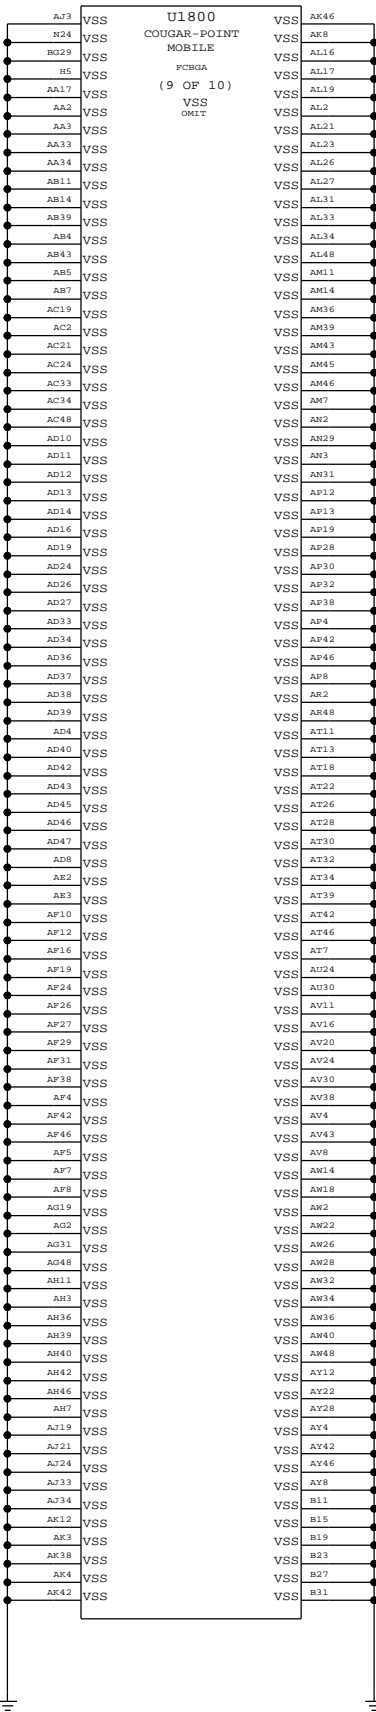 AJ3 VSS U1800 VSS AK46
N24 VSS COUGAR-POINT VSS AK8
BG29 VSS MOBILE VSS AL16
H5 VSS FCBGA VSS AL17
AA17 VSS (9 OF 10) VSS AL19
AA2 VSS VSS VSS AL2
AA3 VSS OMIT VSS AL21
AA33 VSS VSS AL23
AA34 VSS VSS AL26
AB11 VSS VSS AL27
AB14 VSS VSS AL31
AB39 VSS VSS AL33
AB4 VSS VSS AL34
AB43 VSS VSS AL48
AB5 VSS VSS AM11
AB7 VSS VSS AM14
AC19 VSS VSS AM36
AC2 VSS VSS AM39
AC21 VSS VSS AM43
AC24 VSS VSS AM45
AC33 VSS VSS AM46
AC34 VSS VSS AM7
AC48 VSS VSS AN2
AD10 VSS VSS AN29
AD11 VSS VSS AN3
AD12 VSS VSS AN31
AD13 VSS VSS AP12
AD14 VSS VSS AP13
AD16 VSS VSS AP19
AD19 VSS VSS AP28
AD24 VSS VSS AP30
AD26 VSS VSS AP32
AD27 VSS VSS AP38
AD33 VSS VSS AP4
AD34 VSS VSS AP42
AD36 VSS VSS AP46
AD37 VSS VSS AP8
AD38 VSS VSS AR2
AD39 VSS VSS AR48
AD4 VSS VSS AT11
AD40 VSS VSS AT13
AD42 VSS VSS AT18
AD43 VSS VSS AT22
AD45 VSS VSS AT26
AD46 VSS VSS AT28
AD47 VSS VSS AT30
AD8 VSS VSS AT32
AE2 VSS VSS AT34
AE3 VSS VSS AT39
AF10 VSS VSS AT42
AF12 VSS VSS AT46
AF16 VSS VSS AT7
AF19 VSS VSS AU24
AF24 VSS VSS AU30
AF26 VSS VSS AV11
AF27 VSS VSS AV16
AF29 VSS VSS AV20
AF31 VSS VSS AV24
AF38 VSS VSS AV30
AF4 VSS VSS AV38
AF42 VSS VSS AV4
AF46 VSS VSS AV43
AF5 VSS VSS AV8
AF7 VSS VSS AW14
AF8 VSS VSS AW18
AG19 VSS VSS AW2
AG2 VSS VSS AW22
AG31 VSS VSS AW26
AG48 VSS VSS AW28
AH11 VSS VSS AW32
AH3 VSS VSS AW34
AH36 VSS VSS AW36
AH39 VSS VSS AW40
AH40 VSS VSS AW48
AH42 VSS VSS AY12
AH46 VSS VSS AY22
AH7 VSS VSS AY28
AJ19 VSS VSS AY4
AJ21 VSS VSS AY42
AJ24 VSS VSS AY46
AJ33 VSS VSS AY8
AJ34 VSS VSS B11
AK12 VSS VSS B15
AK3 VSS VSS B19
AK38 VSS VSS B23
AK4 VSS VSS B27
AK42 VSS VSS B31